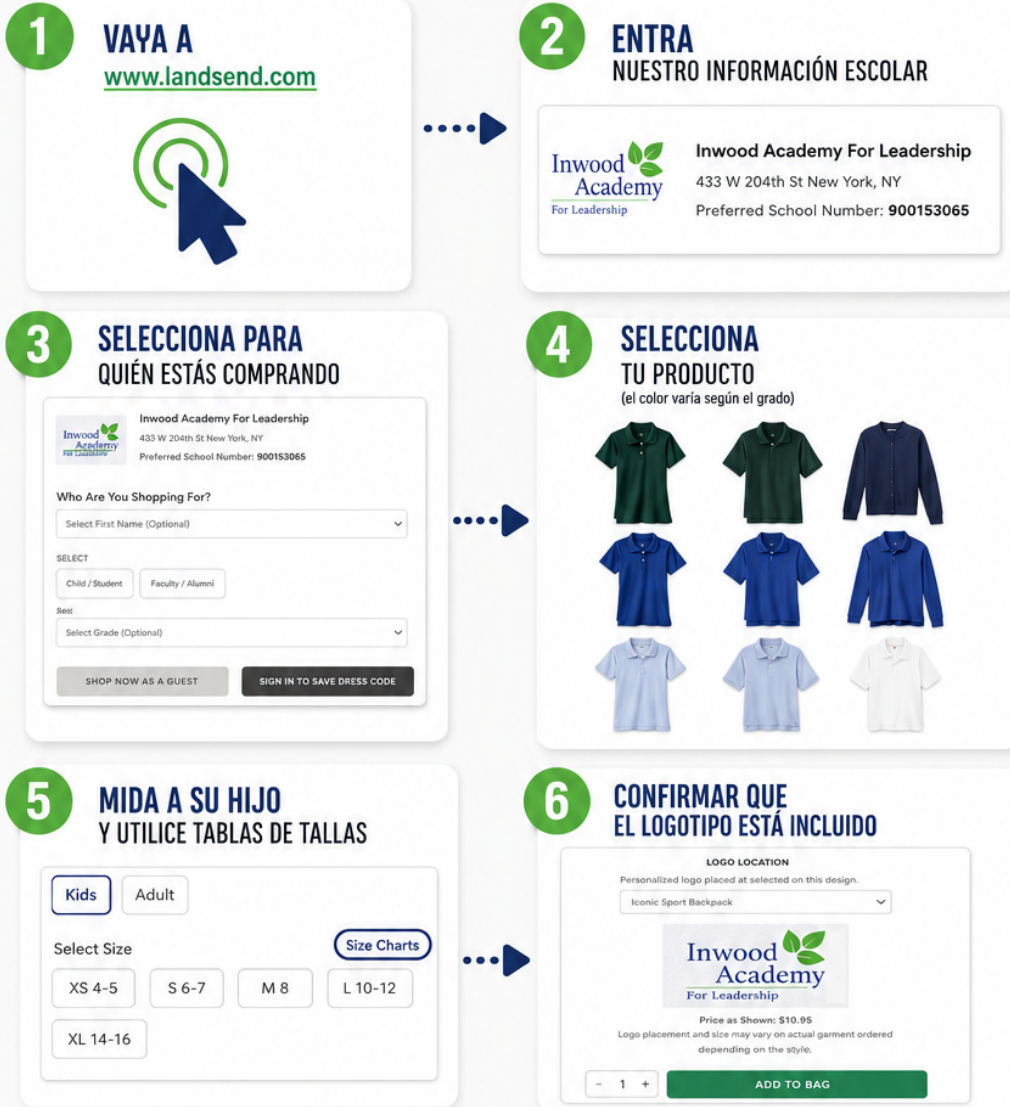 1
VAYA A
www.landsend.com
2
ENTRA
NUESTRO INFORMACIÓN ESCOLAR
Inwood
Academy
For Leadership
Inwood Academy For Leadership
433 W 204th St New York, NY
Preferred School Number: 900153065
3
SELECCIONA PARA
QUIÉN ESTÁS COMPRANDO
Inwood
Academy
For Leadership
Inwood Academy For Leadership
433 W 204th St New York, NY
Preferred School Number: 900153065
Who Are You Shopping For?
Select First Name (Optional)
SELECT
Child / Student
Faculty / Alumni
Select Grade (Optional)
SHOP NOW AS A GUEST
SIGN IN TO SAVE DRESS CODE
4
SELECCIONA
TU PRODUCTO
(el color varía según el grado)
5
MIDA A SU HIJO
Y UTILICE TABLAS DE TALLAS
Kids
Adult
Select Size
Size Charts
XS 4-5
S 6-7
M 8
L 10-12
XL 14-16
6
CONFIRMAR QUE
EL LOGOTIPO ESTÁ INCLUIDO
LOGO LOCATION
Personalized logo placed at selected on this design.
Iconic Sport Backpack
Inwood
Academy
For Leadership
Price as Shown: $10.95
Logo placement and size may vary on actual garment ordered
depending on the style.
- 1 +
ADD TO BAG